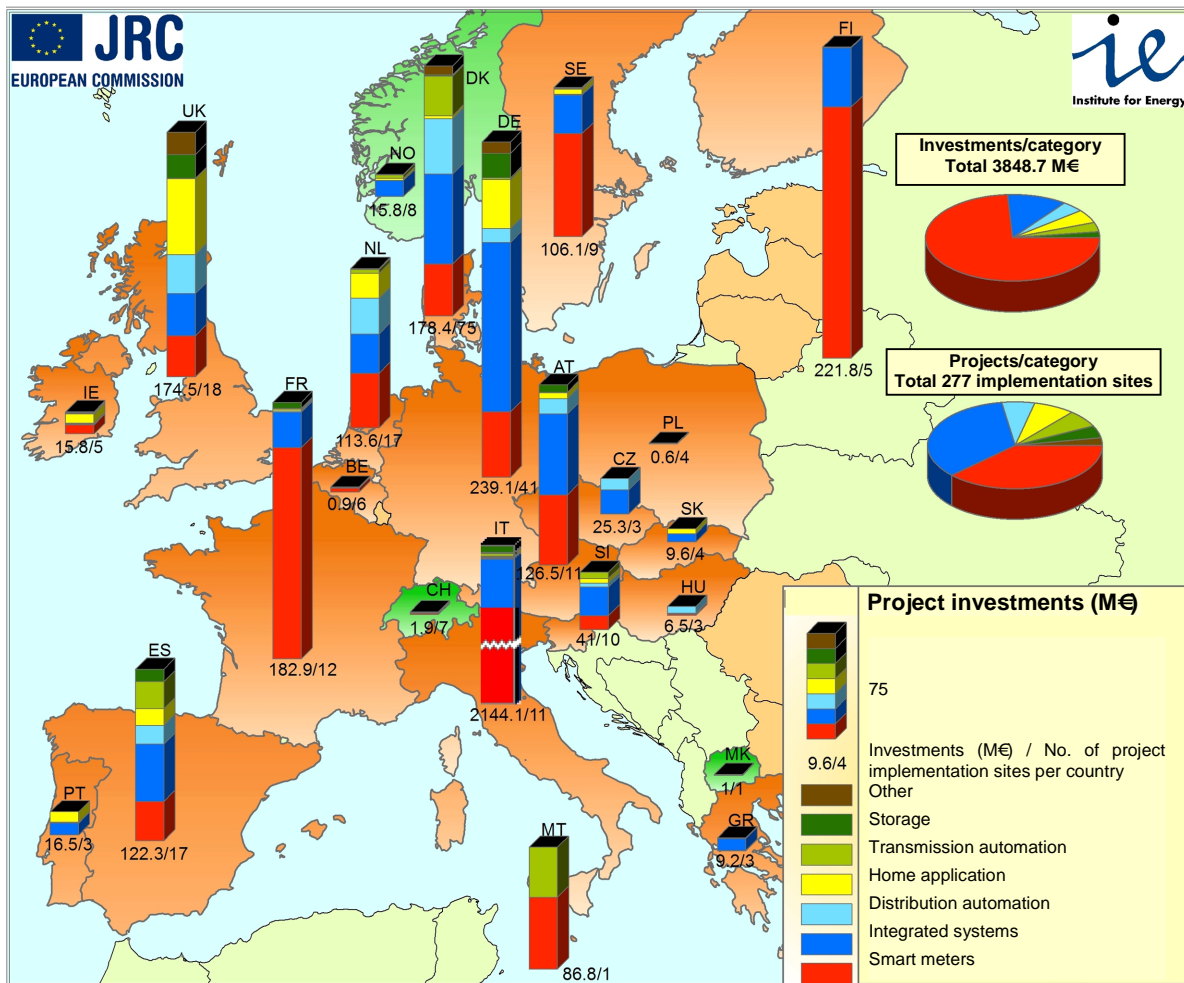 JRC
EUROPEAN COMMISSION
ie
Institute for Energy
UK
174.5/18
IE
15.8/5
NO
15.8/8
DK
178.4/75
SE
106.1/9
FI
221.8/5
DE
239.1/41
NL
113.6/17
FR
182.9/12
BE
0.9/6
AT
126.5/11
PL
0.6/4
CZ
25.3/3
SK
9.6/4
SI
41/10
HU
6.5/3
IT
2144.1/11
CH
1.9/7
ES
122.3/17
PT
16.5/3
MT
86.8/1
MK
1/1
GR
9.2/3
Investments/category
Total 3848.7 M€
Projects/category
Total 277 implementation sites
Project investments (M€)
75
9.6/4
Investments (M€) / No. of project
implementation sites per country
Other
Storage
Transmission automation
Home application
Distribution automation
Integrated systems
Smart meters